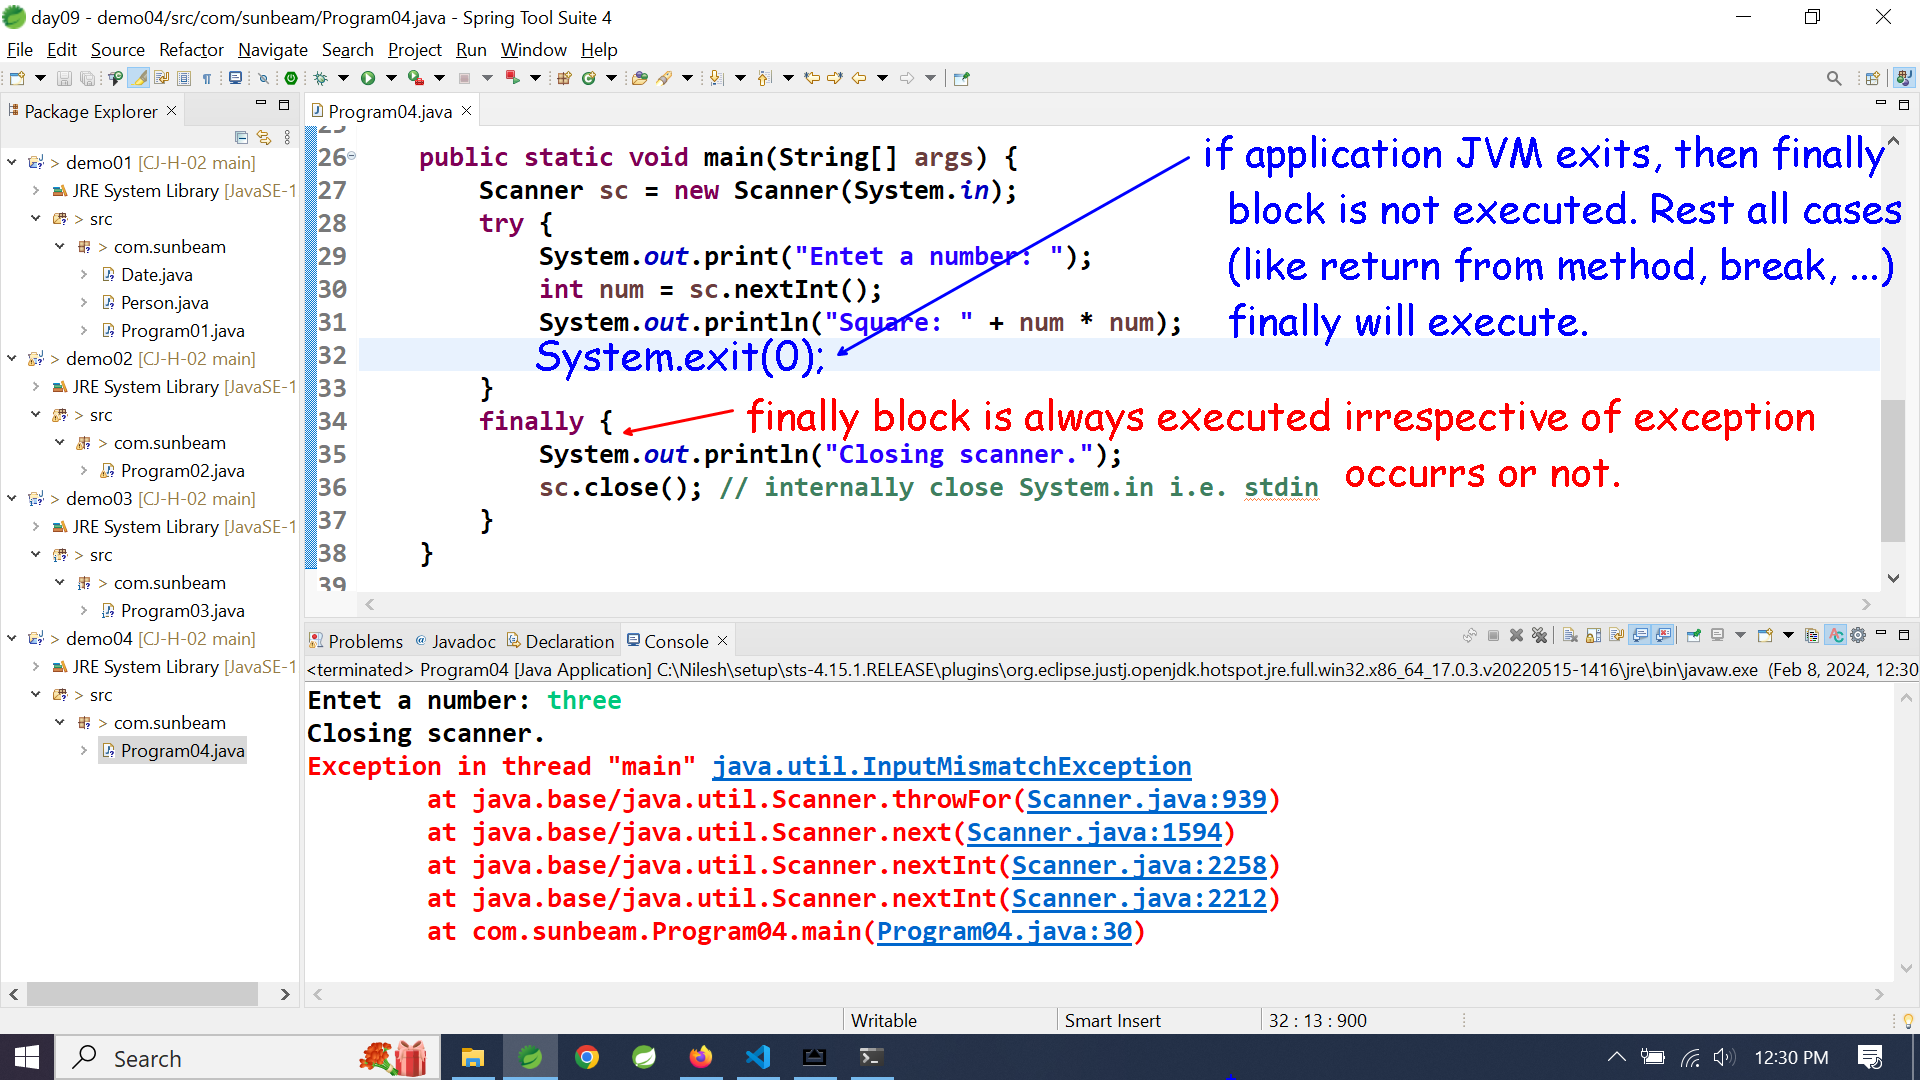 day09 - demo04/src/com/sunbeam/Program04.java - Spring Tool Suite 4
File Edit Source Refactor Navigate Search Project Run Window Help
Package Explorer
demo01 [CJ-H-02 main]
JRE System Library [JavaSE-1
> src
> com.sunbeam
Date.java
Person.java
Program01.java
demo02 [CJ-H-02 main]
JRE System Library [JavaSE-1
> src
> com.sunbeam
Program02.java
demo03 [CJ-H-02 main]
JRE System Library [JavaSE-1
> src
> com.sunbeam
Program03.java
demo04 [CJ-H-02 main]
JRE System Library [JavaSE-1
> src
> com.sunbeam
Program04.java
Program04.java
25
26 public static void main(String[] args) {
27 Scanner sc = new Scanner(System.in);
28 try {
29 System.out.print("Entet a number: ");
30 int num = sc.nextInt();
31 System.out.println("Square: " + num * num);
32 System.exit(0);
33 }
34 finally {
35 System.out.println("Closing scanner.");
36 sc.close(); // internally close System.in i.e. stdin
37 }
38 }
39
if application JVM exits, then finally
block is not executed. Rest all cases
(like return from method, break, ...)
finally will execute.
finally block is always executed irrespective of exception
occurrs or not.
Problems @ Javadoc Declaration Console
<terminated> Program04 [Java Application] C:\Nilesh\setup\sts-4.15.1.RELEASE\plugins\org.eclipse.justj.openjdk.hotspot.jre.full.win32.x86_64_17.0.3.v20220515-1416\jre\bin\javaw.exe (Feb 8, 2024, 12:30
Entet a number: three
Closing scanner.
Exception in thread "main" java.util.InputMismatchException
at java.base/java.util.Scanner.throwFor(Scanner.java:939)
at java.base/java.util.Scanner.next(Scanner.java:1594)
at java.base/java.util.Scanner.nextInt(Scanner.java:2258)
at java.base/java.util.Scanner.nextInt(Scanner.java:2212)
at com.sunbeam.Program04.main(Program04.java:30)
Writable Smart Insert 32 : 13 : 900
Search
12:30 PM